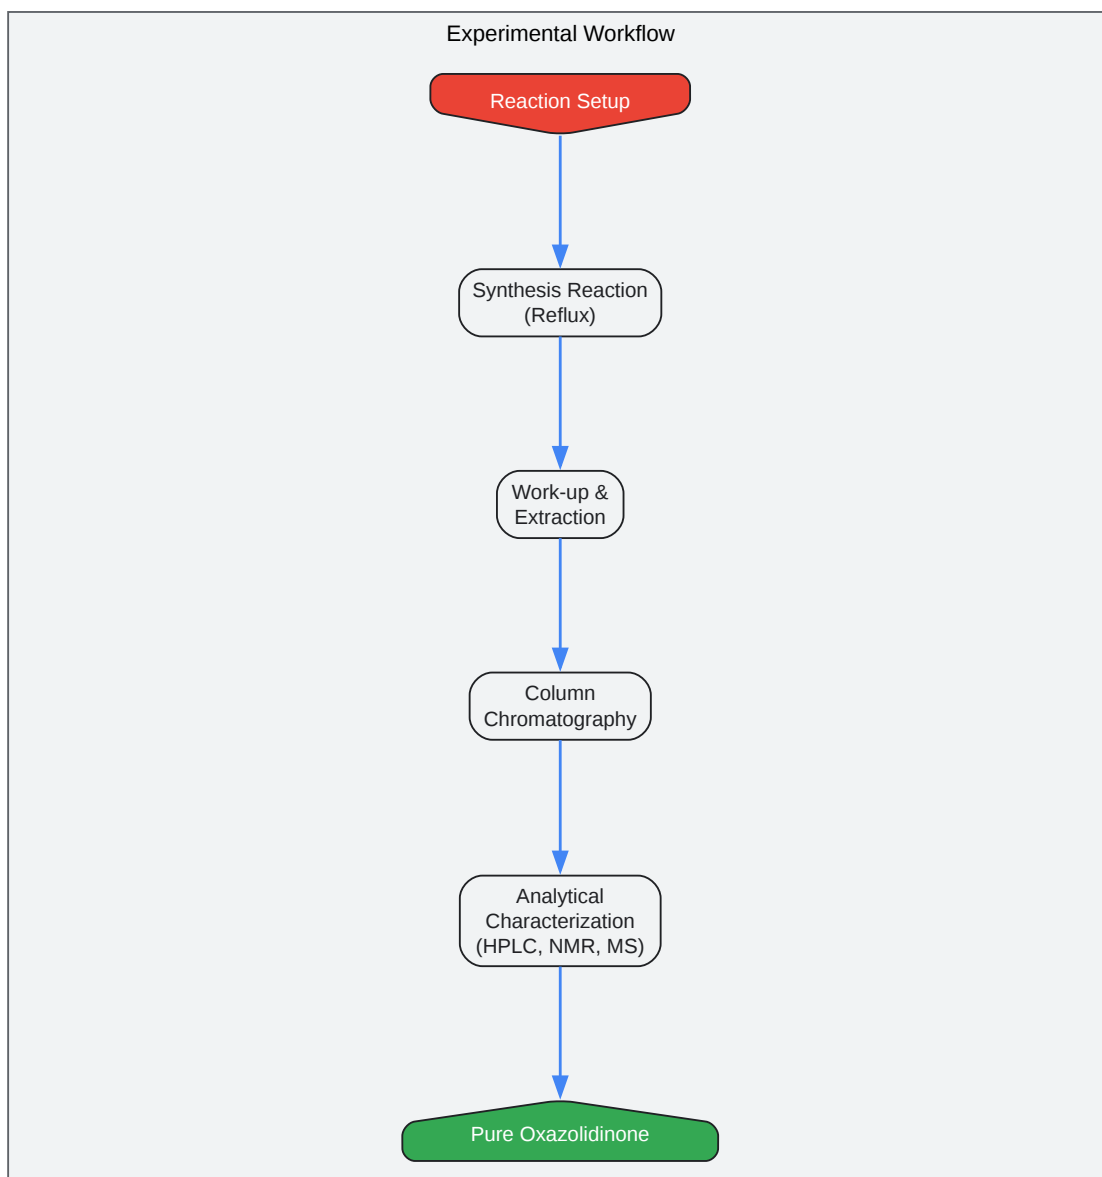 Experimental Workflow
Reaction Setup
Synthesis Reaction
(Reflux)
Work-up &
Extraction
Column
Chromatography
Analytical
Characterization
(HPLC, NMR, MS)
Pure Oxazolidinone